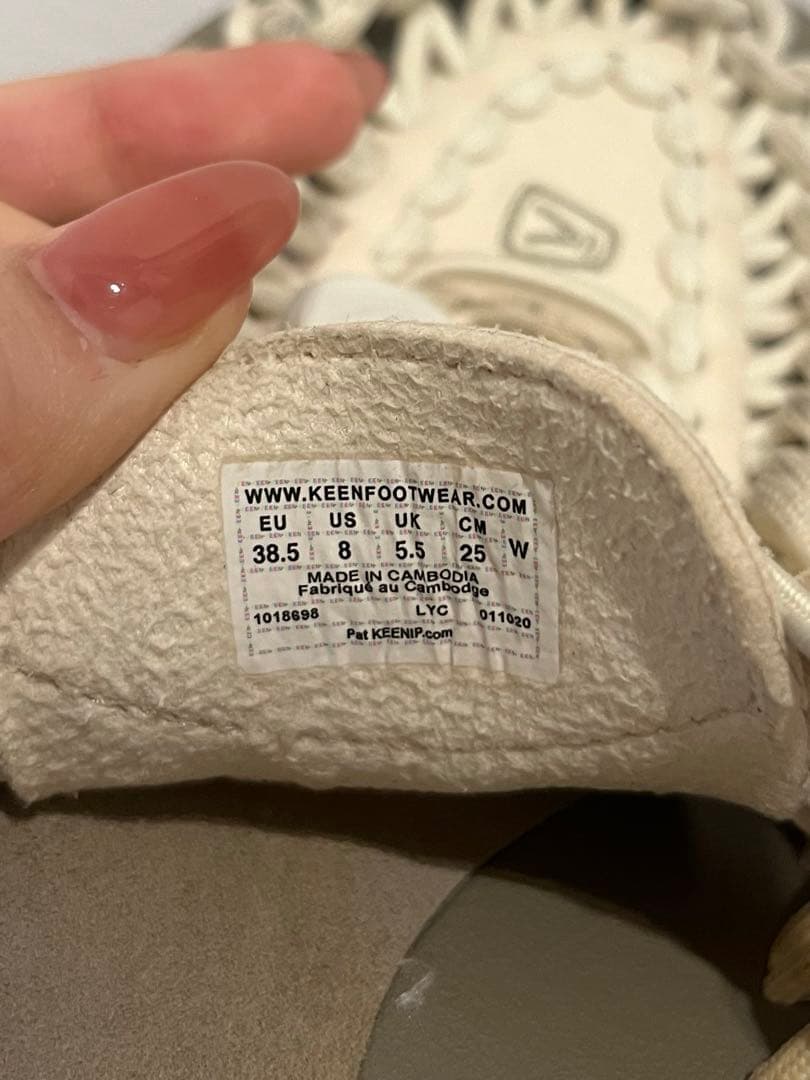 WWW.KEENFOOTWEAR.COM
EU US UK CM
38.5 8 5.5 25 W
MADE IN CAMBODIA
Fabriqué au Cambodge
1018698 LYC 011020
Pat KEENIP.com